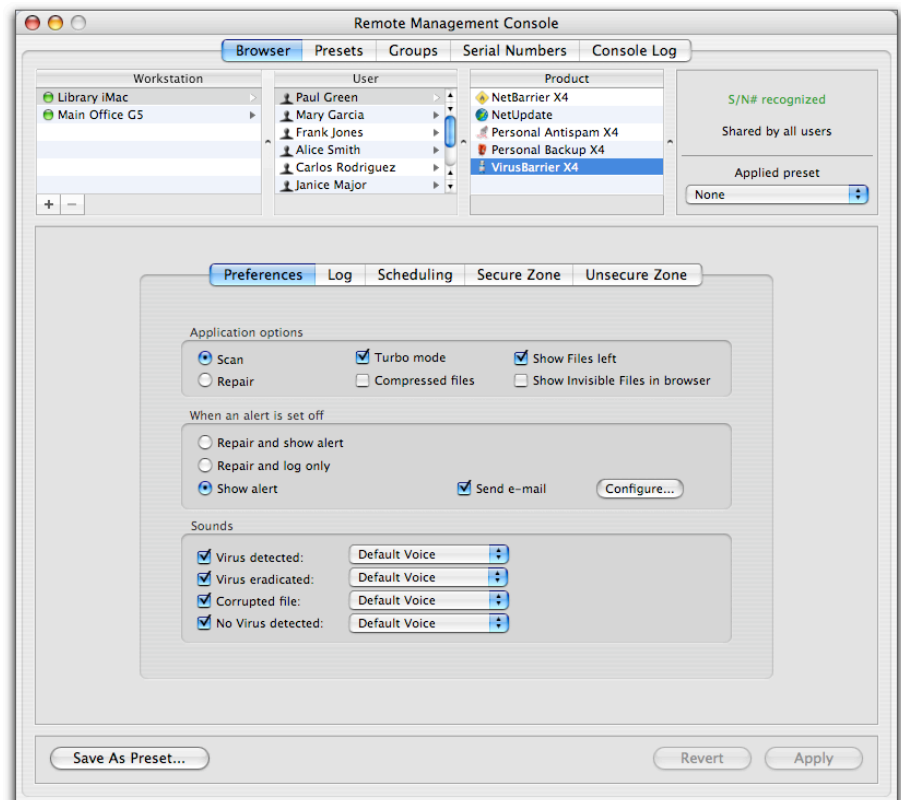 Remote Management Console
Browser Presets Groups Serial Numbers Console Log
Workstation User Product
Library iMac
Main Office G5
Paul Green
Mary Garcia
Frank Jones
Alice Smith
Carlos Rodriguez
Janice Major
NetBarrier X4
NetUpdate
Personal Antispam X4
Personal Backup X4
VirusBarrier X4
S/N# recognized
Shared by all users
Applied preset
None
Preferences Log Scheduling Secure Zone Unsecure Zone
Application options
Scan Turbo mode Show Files left
Repair Compressed files Show Invisible Files in browser
When an alert is set off
Repair and show alert
Repair and log only
Show alert Send e-mail Configure...
Sounds
Virus detected: Default Voice
Virus eradicated: Default Voice
Corrupted file: Default Voice
No Virus detected: Default Voice
Save As Preset... Revert Apply